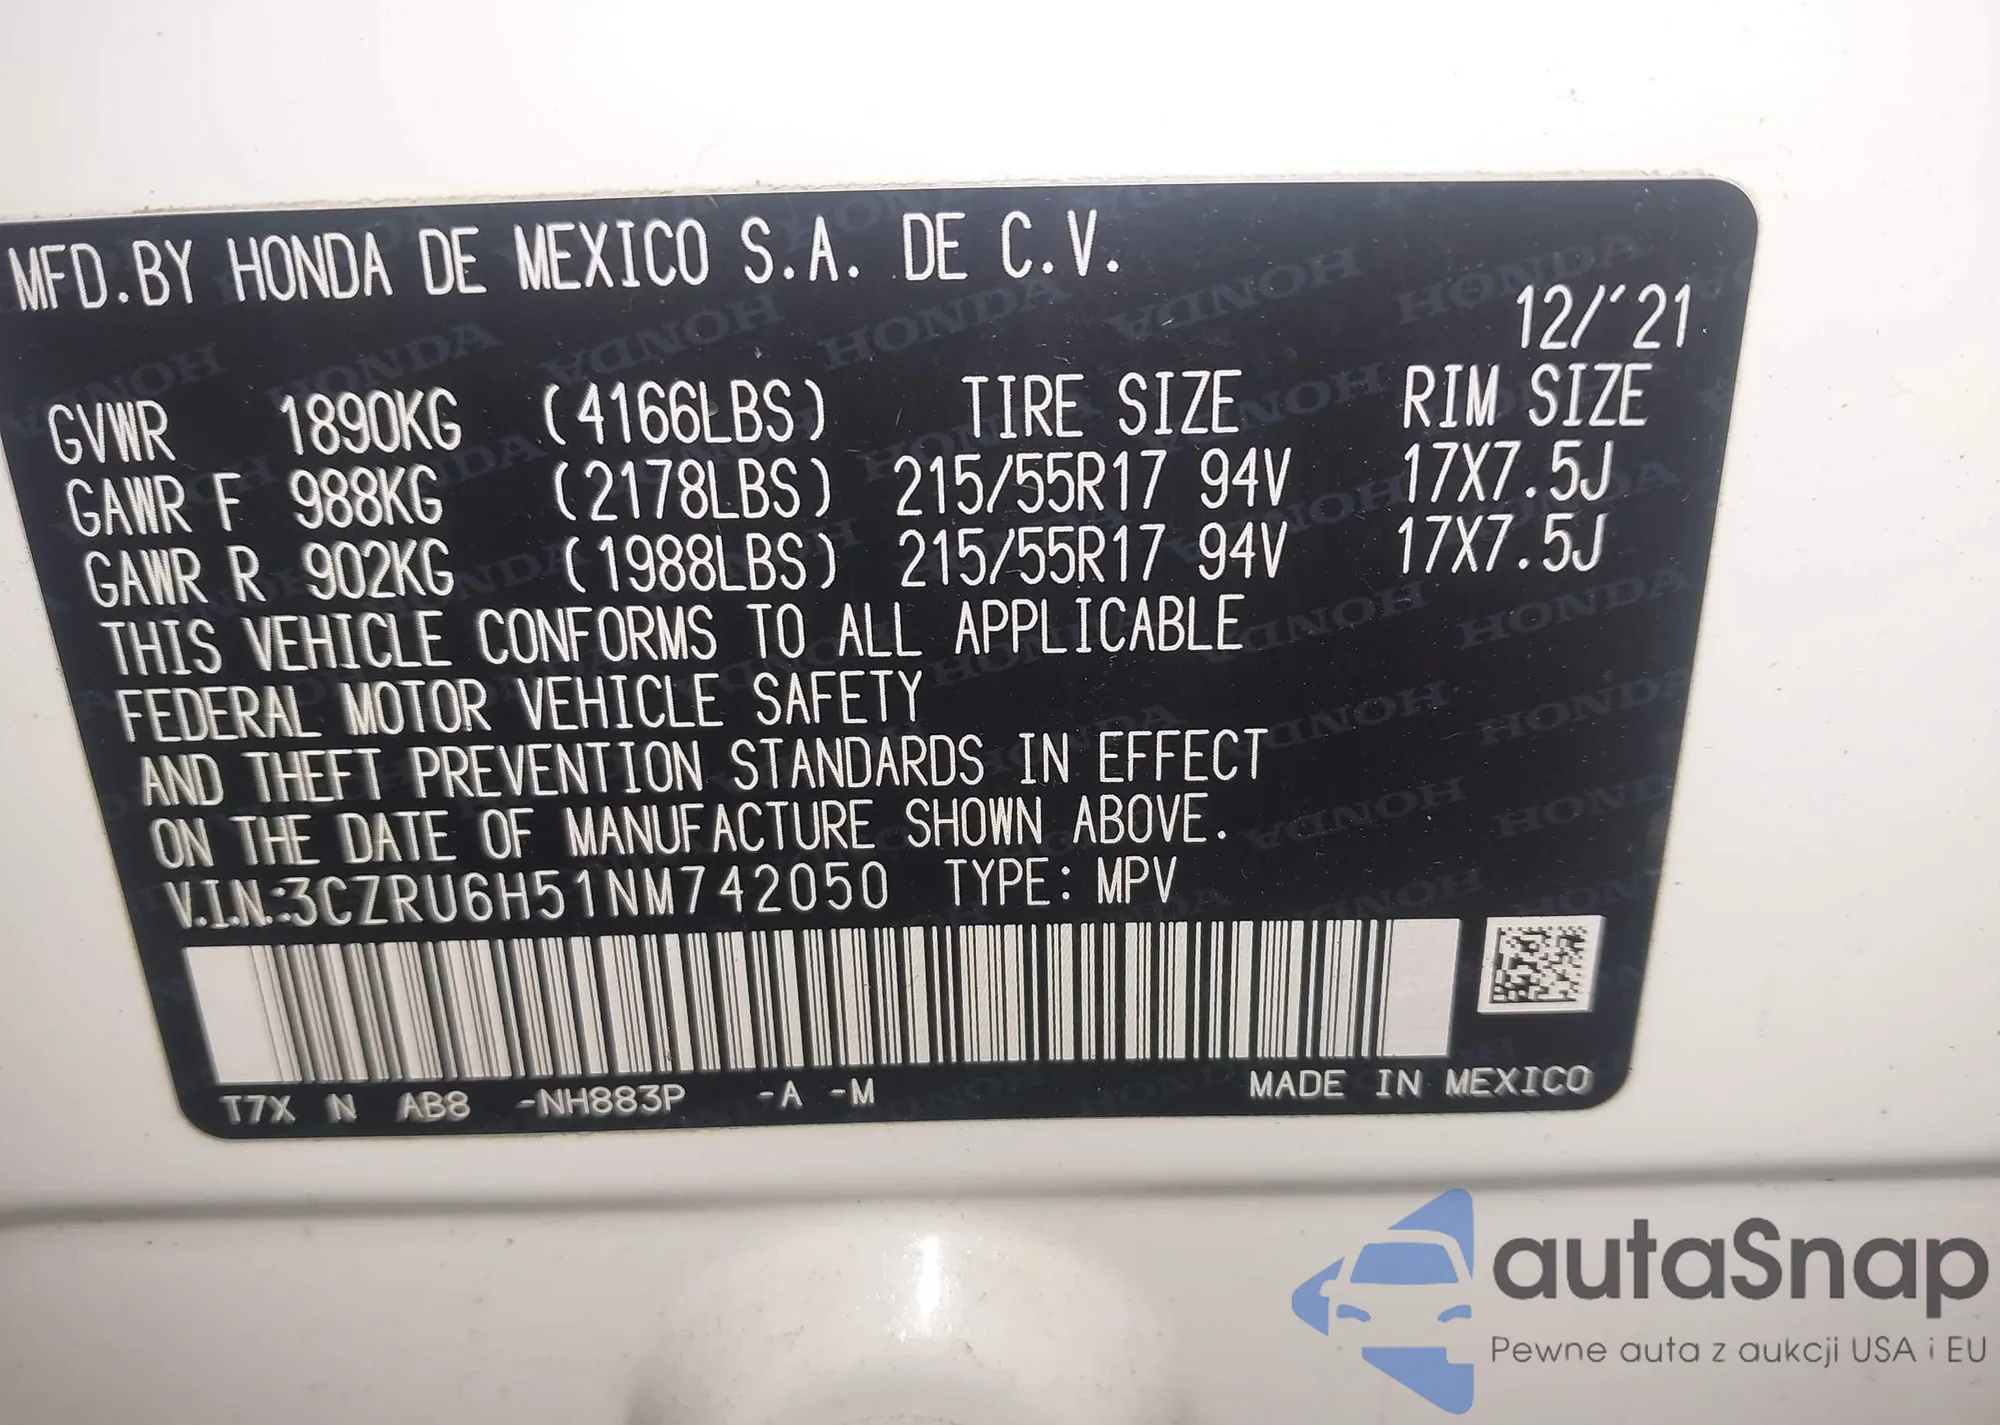 MFD.BY HONDA DE MEXICO S.A. DE C.V.
12/'21
GVWR 1890KG (4166LBS) TIRE SIZE RIM SIZE
GAWR F 988KG (2178LBS) 215/55R17 94V 17X7.5J
GAWR R 902KG (1988LBS) 215/55R17 94V 17X7.5J
THIS VEHICLE CONFORMS TO ALL APPLICABLE
FEDERAL MOTOR VEHICLE SAFETY
AND THEFT PREVENTION STANDARDS IN EFFECT
ON THE DATE OF MANUFACTURE SHOWN ABOVE.
V.I.N.:3CZRU6H51NM742050 TYPE: MPV
T7X N AB8 -NH883P -A -M MADE IN MEXICO
autaSnap
Pewne auta z aukcji USA i EU